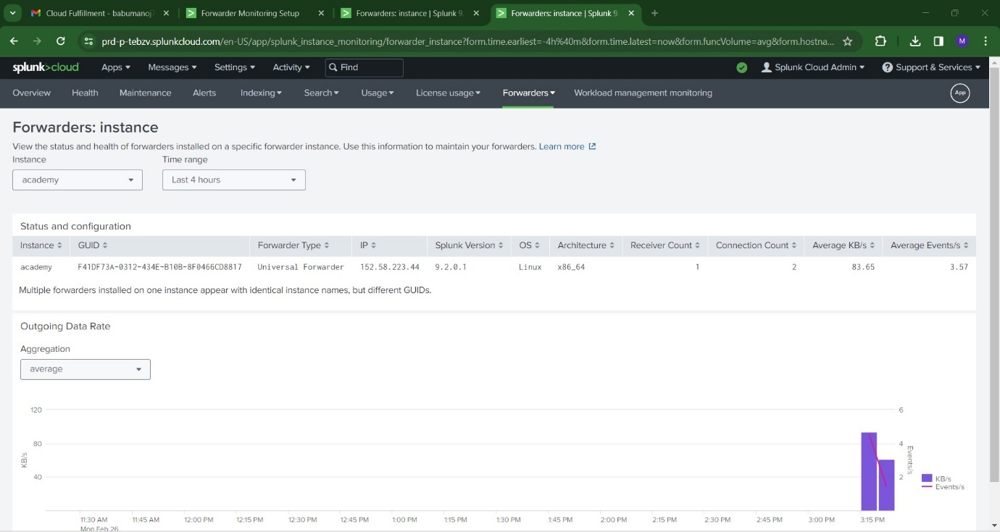 Cloud Fulfillment - babumanoj7
Forwarder Monitoring Setup
Forwarders: instance | Splunk 9.
Forwarders: instance | Splunk 9.
prd-p-tebzv.splunkcloud.com/en-US/app/splunk_instance_monitoring/forwarder_instance?form.time.earliest=-4h%40m&form.time.latest=now&form.funcVolume=avg&form.hostna...
M
splunk>cloud Apps Messages Settings Activity Find Splunk Cloud Admin Support & Services
Overview Health Maintenance Alerts Indexing Search Usage License usage Forwarders Workload management monitoring App
Forwarders: instance
View the status and health of forwarders installed on a specific forwarder instance. Use this information to maintain your forwarders. Learn more
Instance Time range
academy Last 4 hours
Status and configuration
Instance GUID Forwarder Type IP Splunk Version OS Architecture Receiver Count Connection Count Average KB/s Average Events/s
academy F41DF73A-0312-434E-B10B-8F0466CD8817 Universal Forwarder 152.58.223.44 9.2.0.1 Linux x86_64 1 2 83.65 3.57
Multiple forwarders installed on one instance appear with identical instance names, but different GUIDs.
Outgoing Data Rate
Aggregation
average
120 6
80 4
40 2
KB/s
Events/s
KB/s
Events/s
11:30 AM 11:45 AM 12:00 PM 12:15 PM 12:30 PM 12:45 PM 1:00 PM 1:15 PM 1:30 PM 1:45 PM 2:00 PM 2:15 PM 2:30 PM 2:45 PM 3:00 PM 3:15 PM
Mon Feb 26